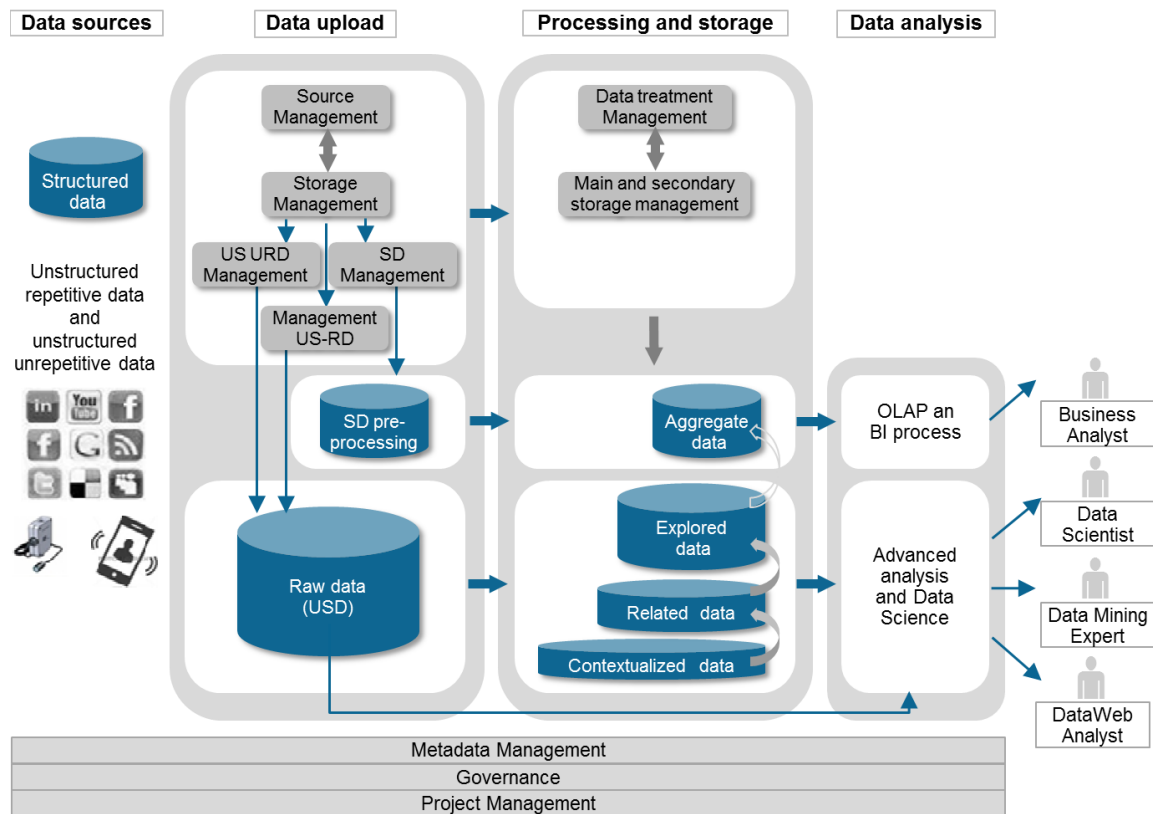 Data sources
Data upload
Processing and storage
Data analysis
Source
Management
Storage
Management
US URD
Management
SD
Management
Management
US-RD
Data treatment
Management
Main and secondary
storage management
Structured
data
Unstructured
repetitive data
and
unstructured
unrepetitive data
in
You
Tube
f
f
G
t
SD pre-
processing
Aggregate
data
OLAP an
BI process
Business
Analyst
Raw data
(USD)
Explored
data
Related data
Contextualized data
Advanced
analysis
and Data
Science
Data
Scientist
Data Mining
Expert
DataWeb
Analyst
Metadata Management
Governance
Project Management